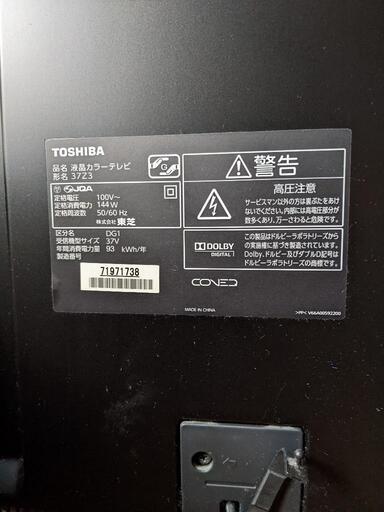 TOSHIBA
品名 液晶カラーテレビ
形名 37Z3
JQA
定格電圧 100V~
定格消費電力 144 W
定格周波数 50/60 Hz
株式会社 東芝
区分名 DG1
受信機型サイズ 37V
年間消費電力量 93 kWh/年
製造番号
71971738
警告
高圧注意
サービスマン以外の方は裏ぶたをあけないでください。内部には高電圧部分が数多くあり、万一さわると危険です。
DOLBY
DIGITAL
この製品はドルビーラボラトリーズからの実施権に基づき製造されています。
Dolby、ドルビー及びダブルD記号はドルビーラボラトリーズの商標です。
MADE IN CHINA
>PP< V66A00592200